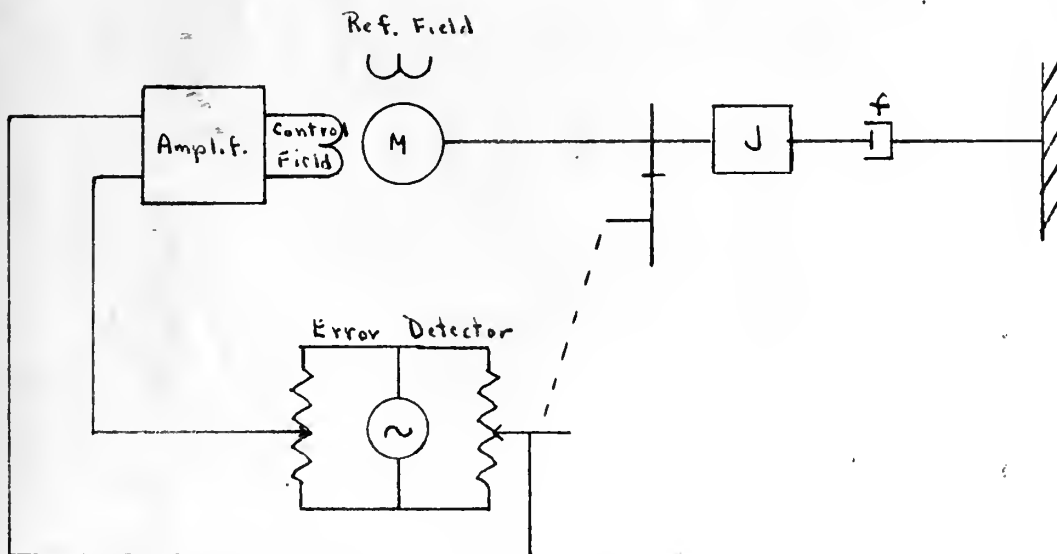 Ref. Field
Amplif.
Control
Field
M
J
f
Error Detector
~